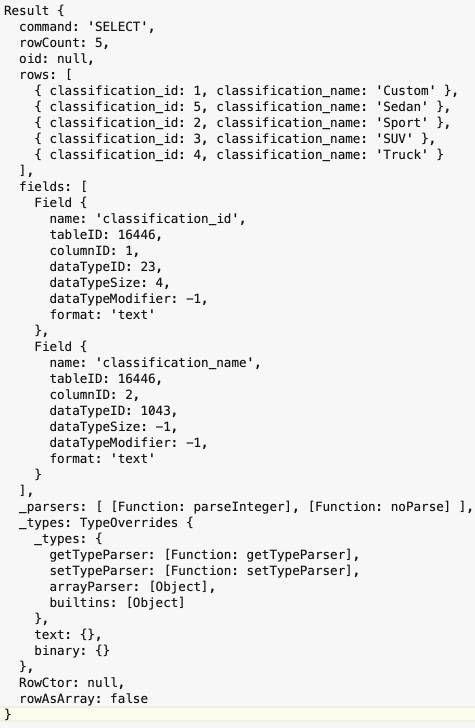 Result {
  command: 'SELECT',
  rowCount: 5,
  oid: null,
  rows: [
    { classification_id: 1, classification_name: 'Custom' },
    { classification_id: 5, classification_name: 'Sedan' },
    { classification_id: 2, classification_name: 'Sport' },
    { classification_id: 3, classification_name: 'SUV' },
    { classification_id: 4, classification_name: 'Truck' }
  ],
  fields: [
    Field {
      name: 'classification_id',
      tableID: 16446,
      columnID: 1,
      dataTypeID: 23,
      dataTypeSize: 4,
      dataTypeModifier: -1,
      format: 'text'
    },
    Field {
      name: 'classification_name',
      tableID: 16446,
      columnID: 2,
      dataTypeID: 1043,
      dataTypeSize: -1,
      dataTypeModifier: -1,
      format: 'text'
    }
  ],
  _parsers: [ [Function: parseInteger], [Function: noParse] ],
  _types: TypeOverrides {
    _types: {
      getTypeParser: [Function: getTypeParser],
      setTypeParser: [Function: setTypeParser],
      arrayParser: [Object],
      builtins: [Object]
    },
    text: {},
    binary: {}
  },
  RowCtor: null,
  rowAsArray: false
}